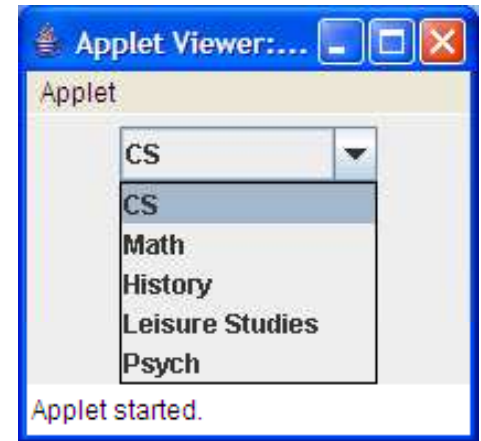 Applet Viewer:...
Applet
CS
CS
Math
History
Leisure Studies
Psych
Applet started.